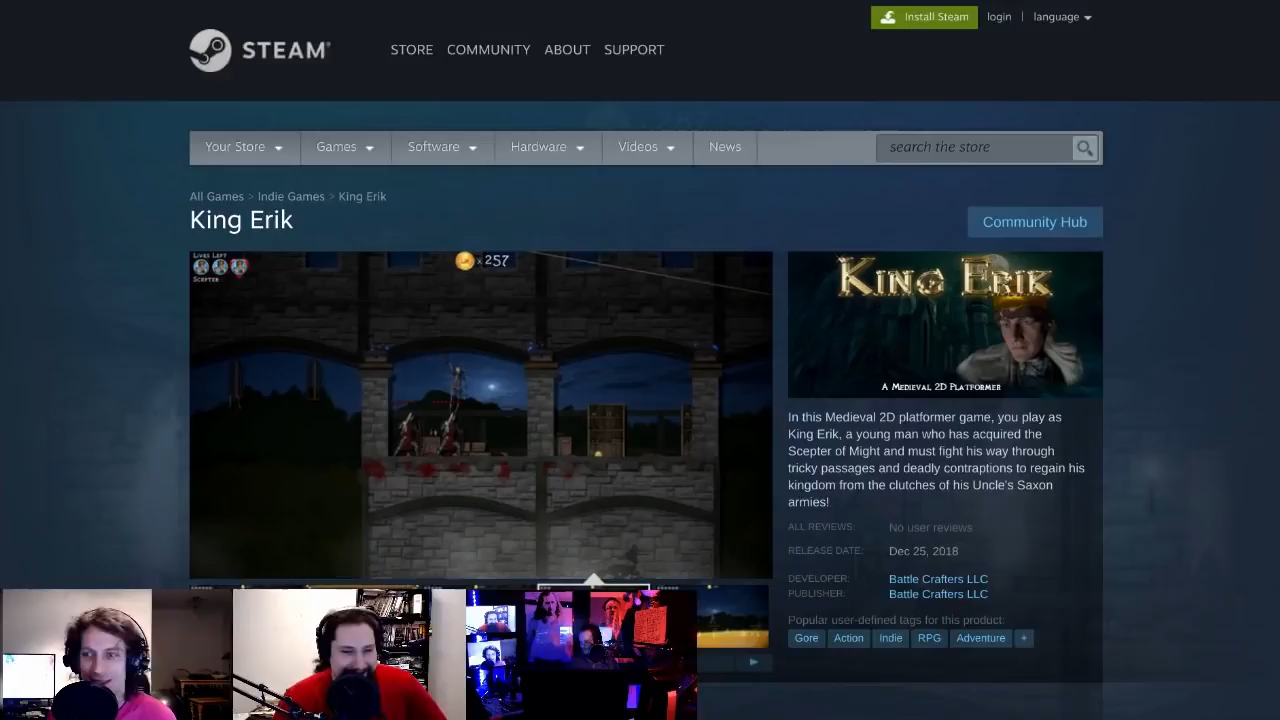 Install Steam
login
language
STEAM
STORE
COMMUNITY
ABOUT
SUPPORT
Your Store
Games
Software
Hardware
Videos
News
search the store
All Games > Indie Games > King Erik
King Erik
Community Hub
LIVES LEFT
SCEPTER
x257
KING ERIK
A MEDIEVAL 2D PLATFORMER
In this Medieval 2D platformer game, you play as
King Erik, a young man who has acquired the
Scepter of Might and must fight his way through
tricky passages and deadly contraptions to regain his
kingdom from the clutches of his Uncle's Saxon
armies!
ALL REVIEWS: No user reviews
RELEASE DATE: Dec 25, 2018
DEVELOPER: Battle Crafters LLC
PUBLISHER: Battle Crafters LLC
Popular user-defined tags for this product:
Gore Action Indie RPG Adventure +